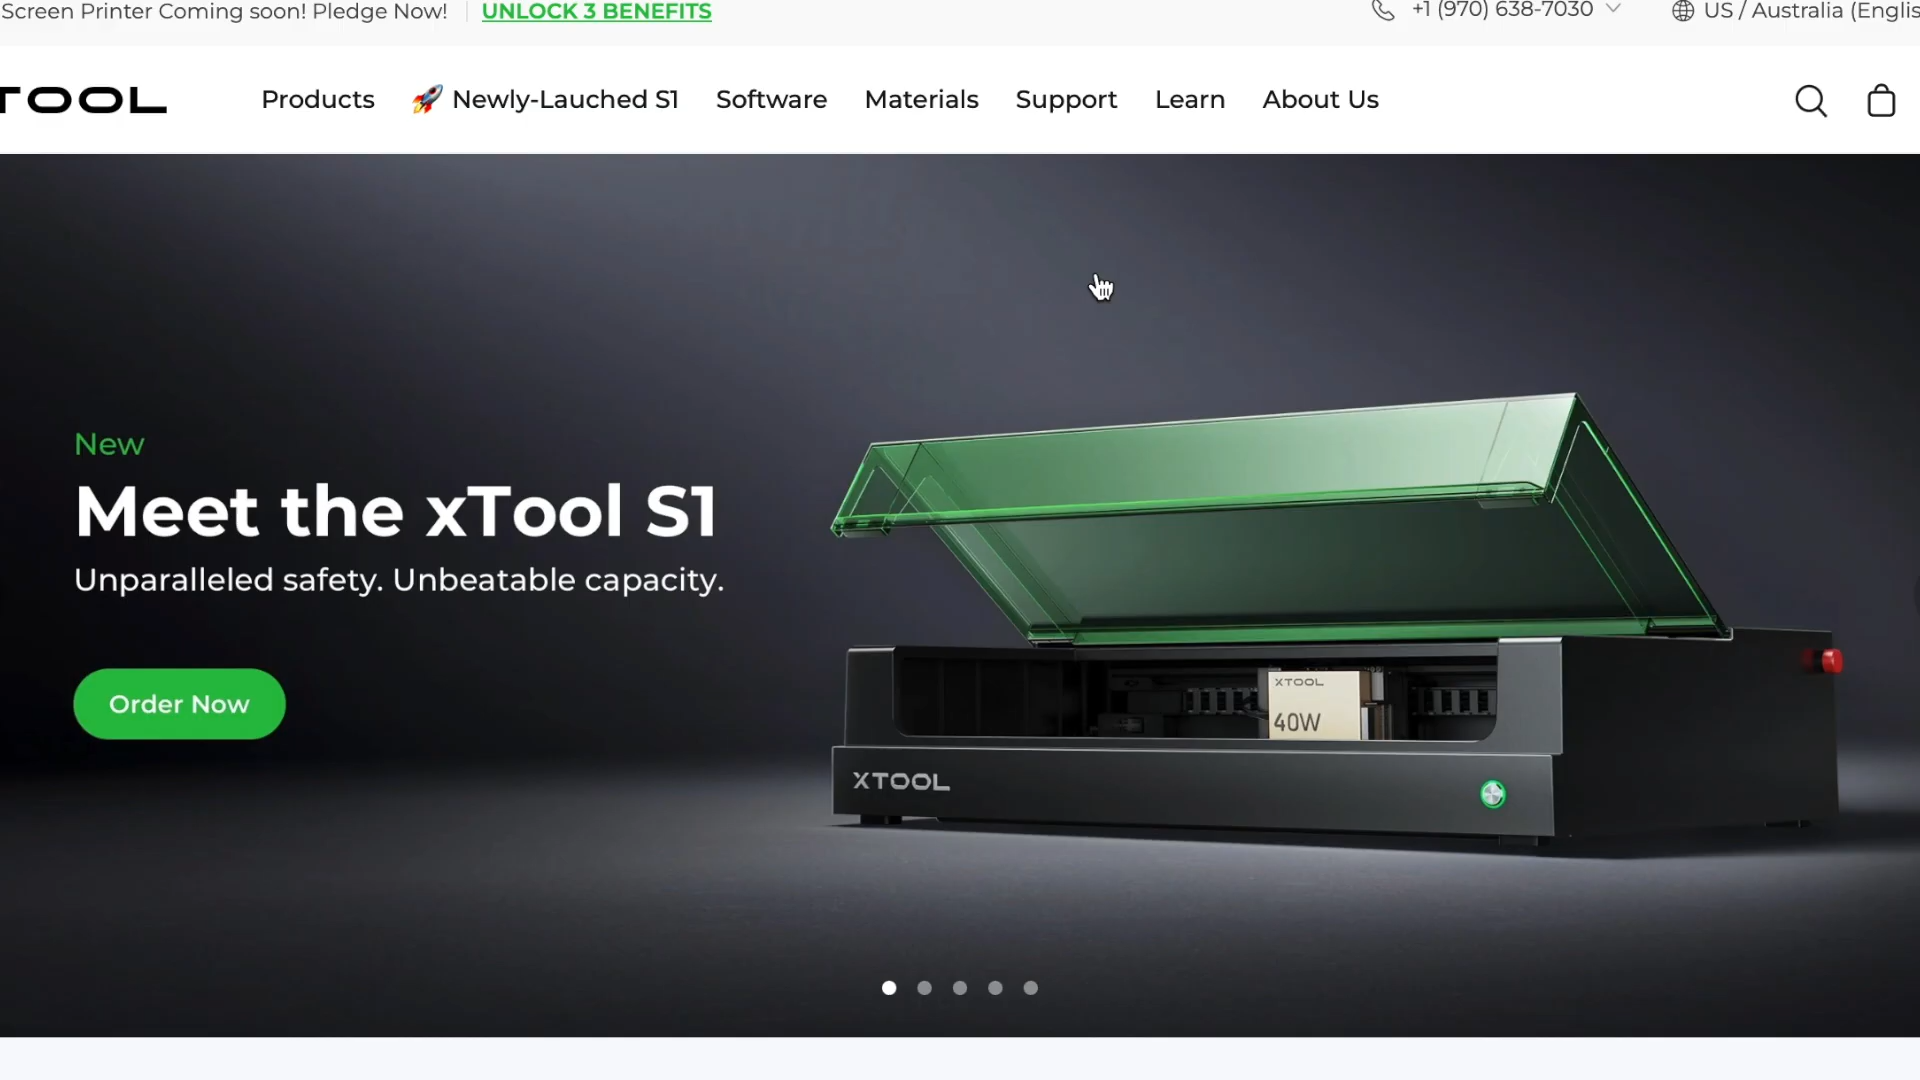 Screen Printer Coming soon! Pledge Now! UNLOCK 3 BENEFITS +1 (970) 638-7030 US / Australia (Englis
TOOL Products 🚀 Newly-Lauched S1 Software Materials Support Learn About Us
New
Meet the xTool S1
Unparalleled safety. Unbeatable capacity.
Order Now
XTOOL
40W
XTOOL